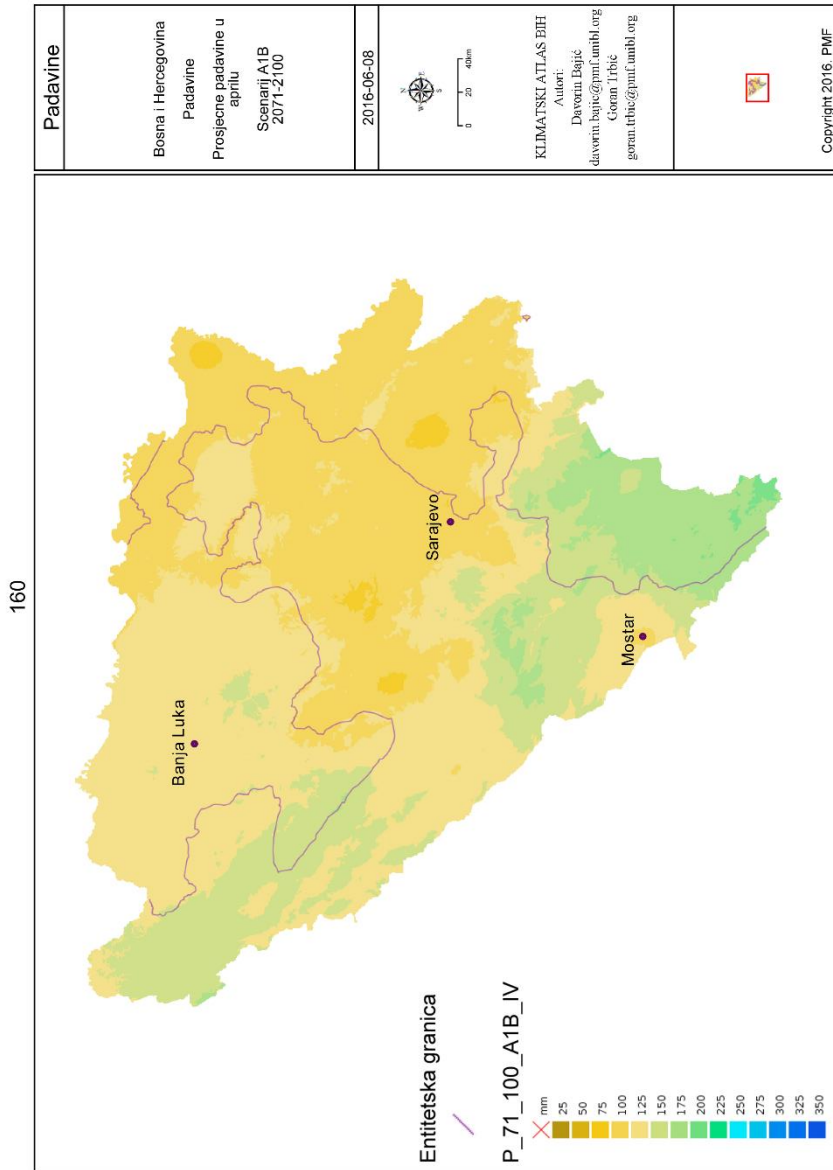 160
Banja Luka
Sarajevo
Mostar
Entitetska granica
P_71_100_A1B_IV
mm
25
50
75
100
125
150
175
200
225
250
275
300
325
350
Padavine
Bosna i Hercegovina
Padavine
Prosjecne padavine u
aprilu
Scenarij A1B
2071-2100
2016-06-08
N
W
E
S
0 20 40km
KLIMATSKI ATLAS BIH
Autori:
Davorin Bajić
davorin.bajic@pmf.unibl.org
Goran Trbić
goran.trbic@pmf.unibl.org
Copyright 2016. PMF